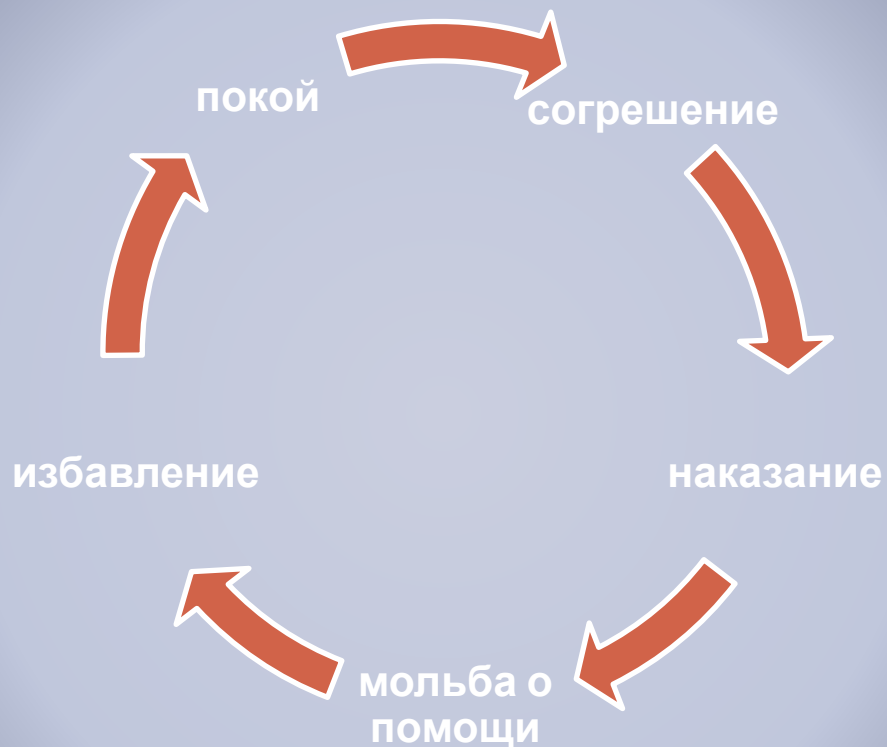 покой
согрешение
наказание
мольба о
помощи
избавление